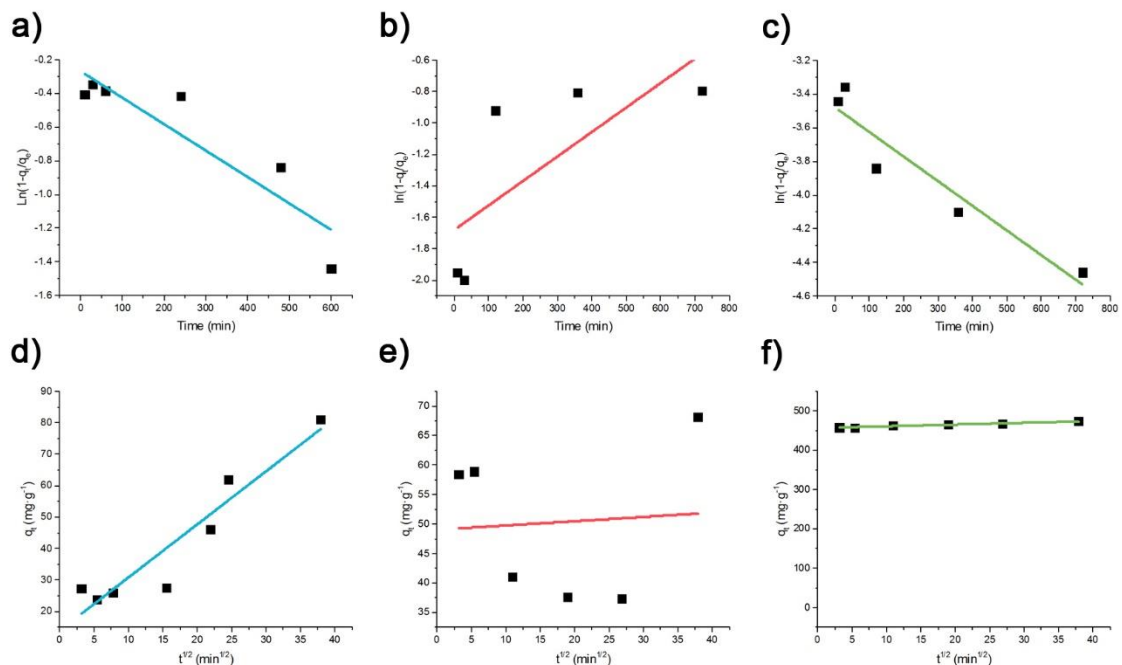 a)
Ln(1-qt/qe)
-0.2
-0.4
-0.6
-0.8
-1.0
-1.2
-1.4
-1.6
0 100 200 300 400 500 600
Time (min)
b)
ln(1-qt/qe)
-0.6
-0.8
-1.0
-1.2
-1.4
-1.6
-1.8
-2.0
0 100 200 300 400 500 600 700 800
Time (min)
c)
ln(1-qt/qe)
-3.2
-3.4
-3.6
-3.8
-4.0
-4.2
-4.4
-4.6
0 100 200 300 400 500 600 700 800
Time (min)
d)
qt (mg·g-1)
90
80
70
60
50
40
30
20
0 5 10 15 20 25 30 35 40
t1/2 (min1/2)
e)
qt (mg·g-1)
70
65
60
55
50
45
40
35
0 5 10 15 20 25 30 35 40
t1/2 (min1/2)
f)
qt (mg·g-1)
500
400
300
200
100
0
0 5 10 15 20 25 30 35 40
t1/2 (min1/2)